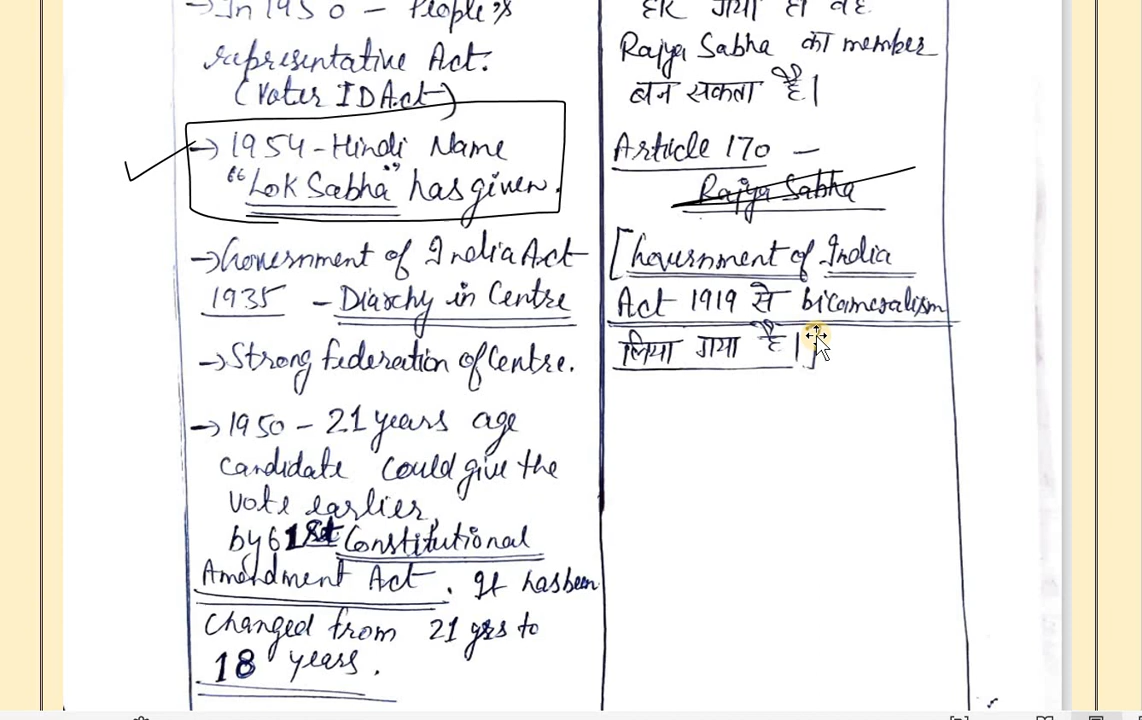 → In 1950 – People's
representative Act.
(Voter ID Act)
→ 1954 – Hindi Name
"Lok Sabha" has given.
→ Government of India Act
1935 – Diarchy in Centre
→ Strong federation of Centre.
→ 1950 – 21 years age
candidate could give the
vote earlier,
by 61st Constitutional
Amendment Act. It has been
changed from 21 yrs to
18 years.
हार गया हो वह
Rajya Sabha का member
बन सकता है।
Article 170 –
Rajya Sabha
[Government of India
Act 1919 से bicameralism
लिया गया है।]